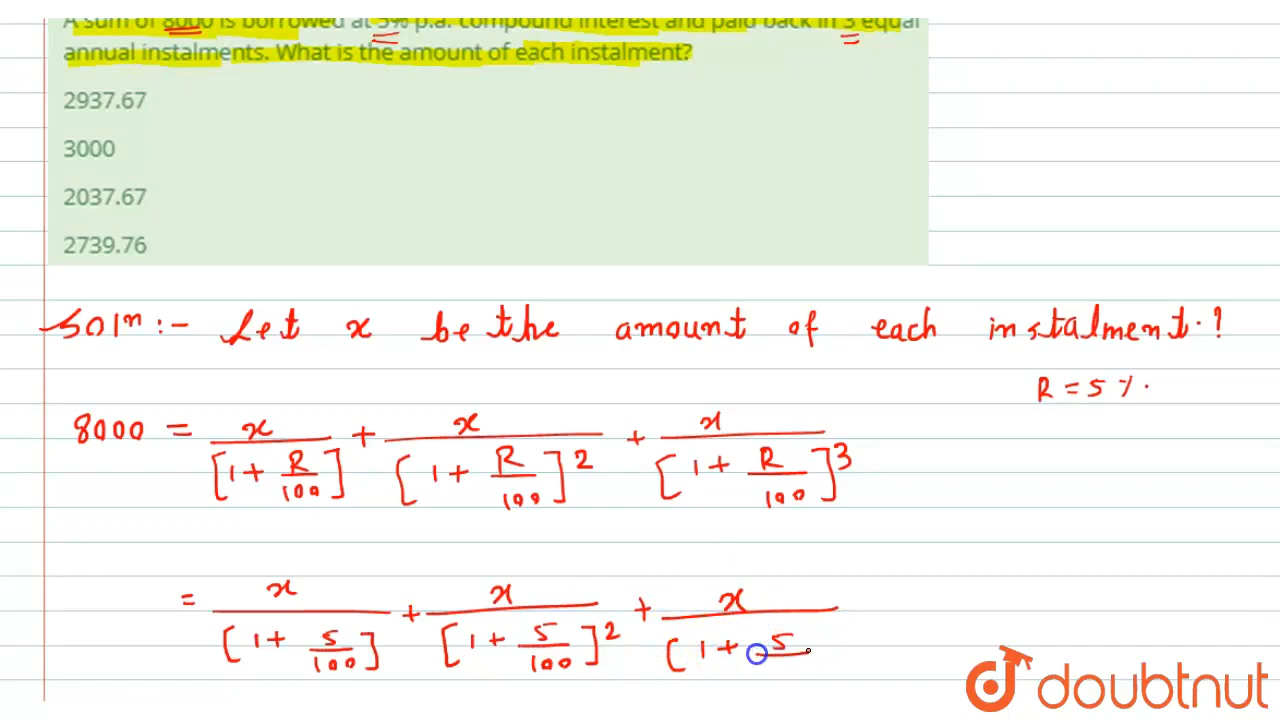 A sum of 8000 is borrowed at 5% p.a. compound interest and paid back in 3 equal
annual instalments. What is the amount of each instalment?
2937.67
3000
2037.67
2739.76
Solⁿ :- Let x be the amount of each instalment.?
R = 5 %.
8000 = x/[1 + R/100] + x/[1 + R/100]² + x/[1 + R/100]³
= x/[1 + 5/100] + x/[1 + 5/100]² + x/[1 + 5/
doubtnut